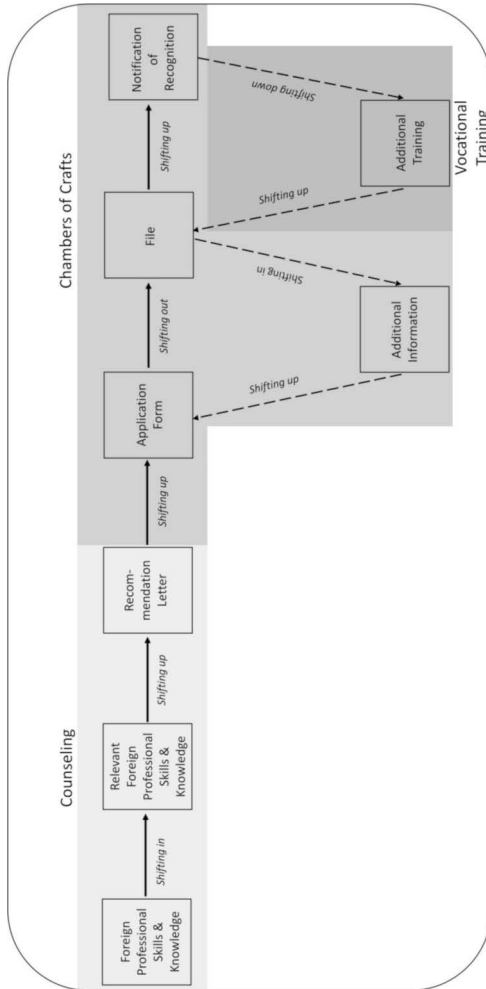 Counseling
Chambers of Crafts
Foreign
Professional
Skills &
Knowledge
Shifting in
Relevant
Foreign
Professional
Skills &
Knowledge
Shifting up
Recom-
mendation
Letter
Shifting up
Application
Form
Shifting out
File
Shifting up
Notification
of
Recognition
Shifting up
Shifting in
Shifting up
Shifting down
Additional
Information
Additional
Training
Vocational
Training